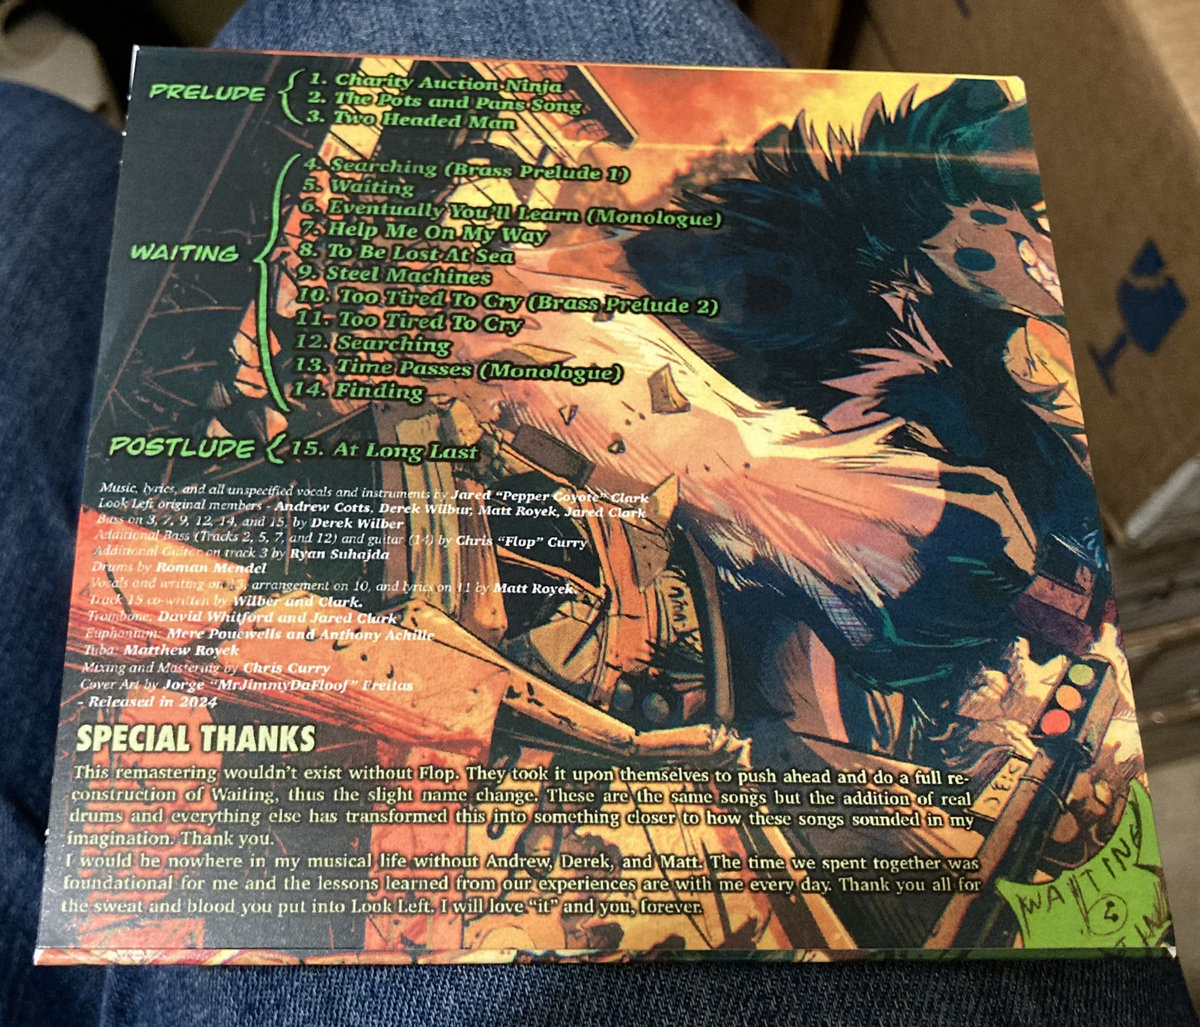 PRELUDE
1. Charity Auction Ninja
2. The Pots and Pans Song
3. Two Headed Man
WAITING
4. Searching (Brass Prelude 1)
5. Waiting
6. Eventually You'll Learn (Monologue)
7. Help Me On My Way
8. To Be Lost At Sea
9. Steel Machines
10. Too Tired To Cry (Brass Prelude 2)
11. Too Tired To Cry
12. Searching
13. Time Passes (Monologue)
14. Finding
POSTLUDE
15. At Long Last
Music, lyrics, and all unspecified vocals and instruments by Jared "Pepper Coyote" Clark
Look Left original members - Andrew Cotts, Derek Wilbur, Matt Royek, Jared Clark
Bass on 3, 7, 9, 12, 14, and 15, by Derek Wilber
Additional Bass (Tracks 2, 5, 7, and 12) and guitar (14) by Chris "Flop" Curry
Additional Guitar on track 3 by Ryan Suhajda
Drums by Roman Mendel
Vocals and writing on 13, arrangement on 10, and lyrics on 11 by Matt Royek
Track 15 co-written by Wilber and Clark.
Trombone: David Whitford and Jared Clark
Euphonium: Mere Pouewells and Anthony Achille
Tuba: Matthew Royek
Mixing and Mastering by Chris Curry
Cover Art by Jorge "MrJimmyDaFloof" Freitas
- Released in 2024
SPECIAL THANKS
This remastering wouldn't exist without Flop. They took it upon themselves to push ahead and do a full re-
construction of Waiting, thus the slight name change. These are the same songs but the addition of real
drums and everything else has transformed this into something closer to how these songs sounded in my
imagination. Thank you.
I would be nowhere in my musical life without Andrew, Derek, and Matt. The time we spent together was
foundational for me and the lessons learned from our experiences are with me every day. Thank you all for
the sweat and blood you put into Look Left. I will love "it" and you, forever.
WAITING